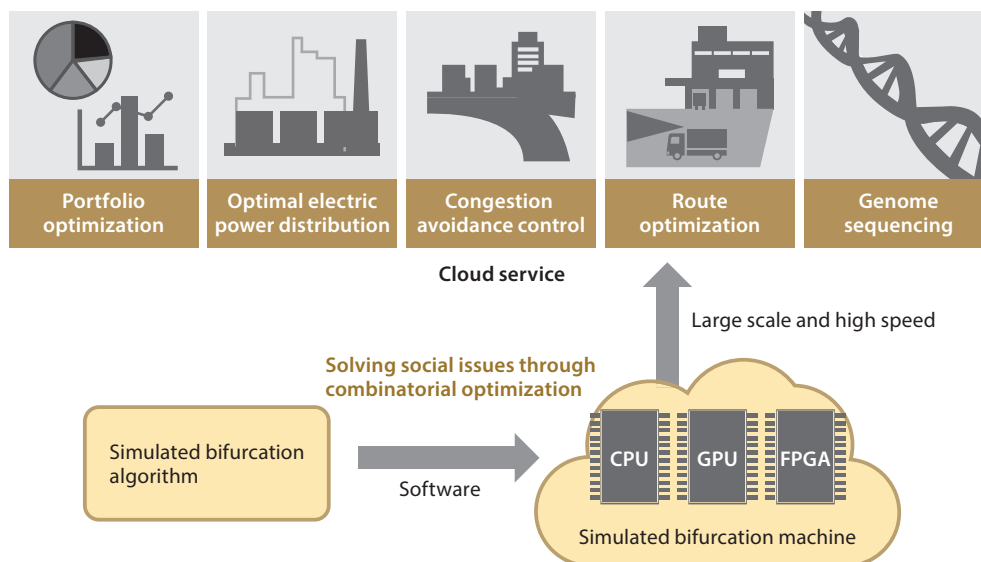 Portfolio
optimization
Optimal electric
power distribution
Congestion
avoidance control
Route
optimization
Genome
sequencing
Cloud service
Large scale and high speed
Solving social issues through
combinatorial optimization
Simulated bifurcation
algorithm
Software
CPU
GPU
FPGA
Simulated bifurcation machine